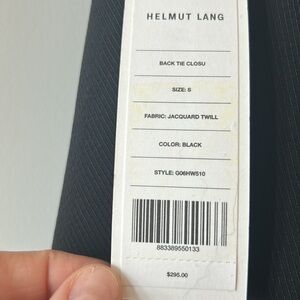 HELMUT LANG
BACK TIE CLOSU
SIZE: S
FABRIC: JACQUARD TWILL
COLOR: BLACK
STYLE: G06HW510
883389550133
$295.00